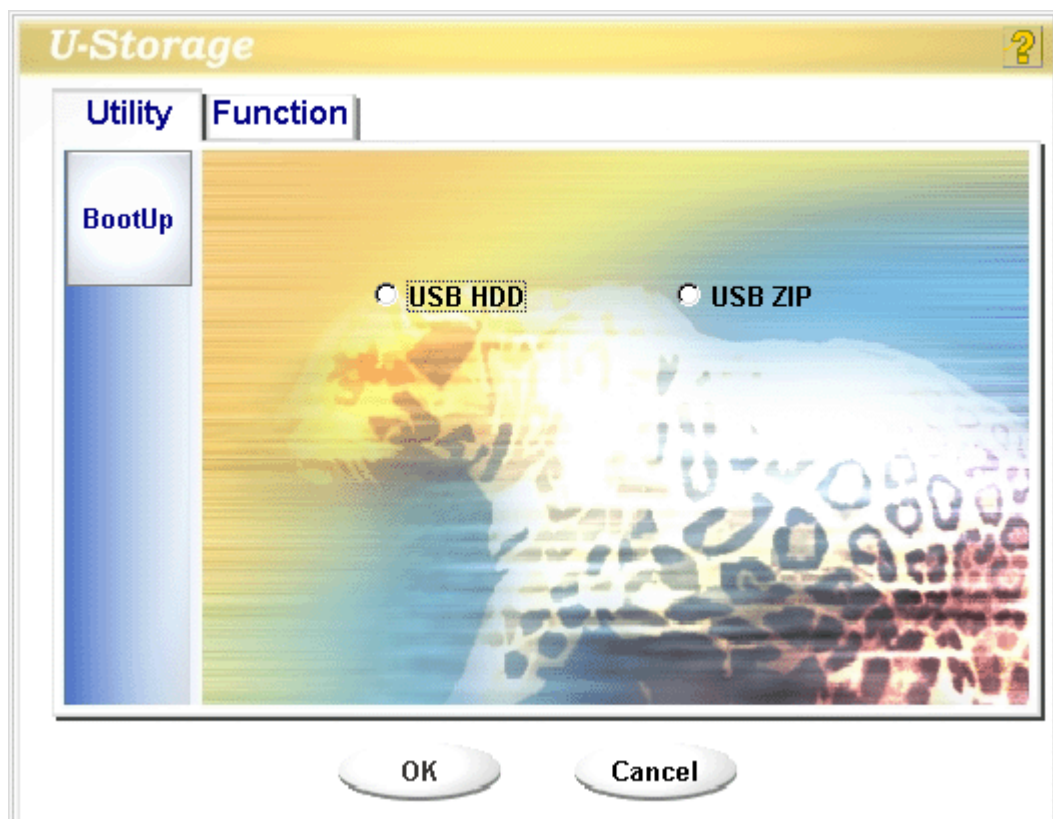 U-Storage
?
Utility Function
BootUp
USB HDD USB ZIP
OK Cancel